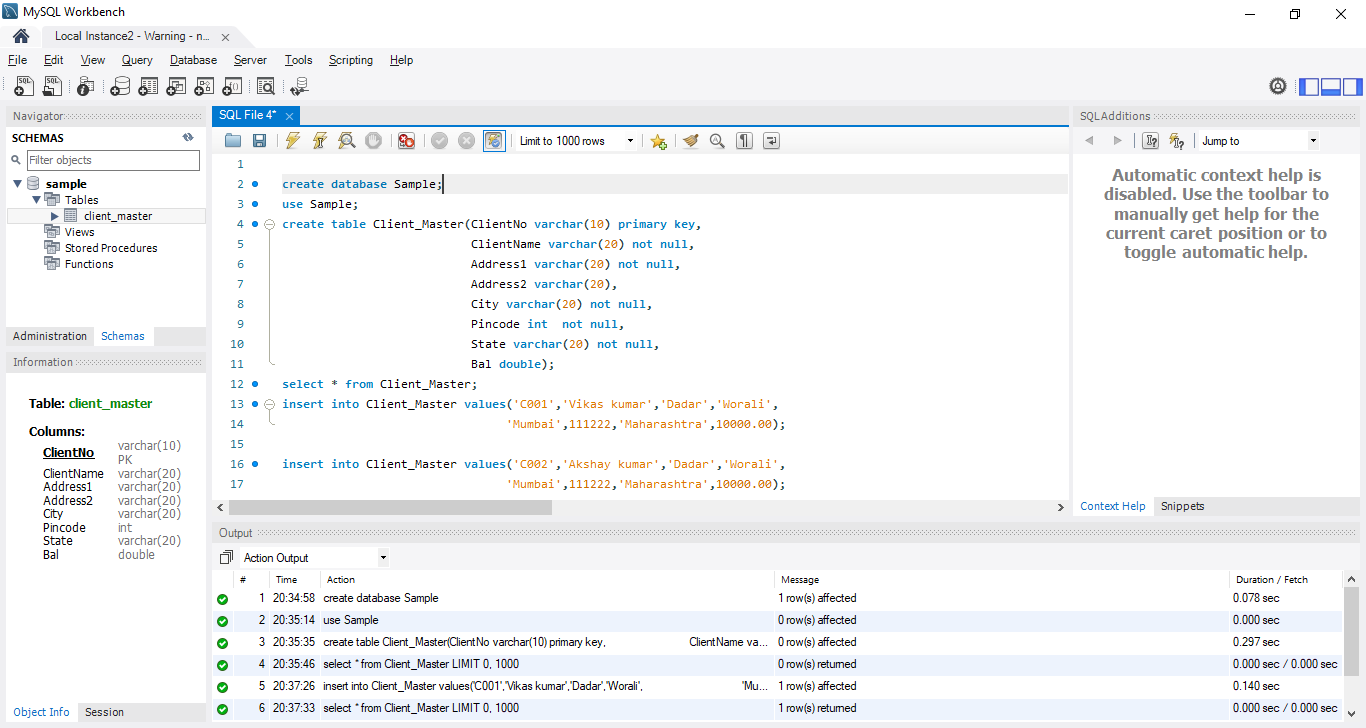 MySQL Workbench
Local Instance2 - Warning - n...
File Edit View Query Database Server Tools Scripting Help
Navigator
SCHEMAS
Filter objects
sample
Tables
client_master
Views
Stored Procedures
Functions
Administration Schemas
Information
Table: client_master
Columns:
ClientNo varchar(10) PK
ClientName varchar(20)
Address1 varchar(20)
Address2 varchar(20)
City varchar(20)
Pincode int
State varchar(20)
Bal double
Object Info Session
SQL File 4*
Limit to 1000 rows
1
2 create database Sample;
3 use Sample;
4 create table Client_Master(ClientNo varchar(10) primary key,
5 ClientName varchar(20) not null,
6 Address1 varchar(20) not null,
7 Address2 varchar(20),
8 City varchar(20) not null,
9 Pincode int  not null,
10 State varchar(20) not null,
11 Bal double);
12 select * from Client_Master;
13 insert into Client_Master values('C001','Vikas kumar','Dadar','Worali',
14 'Mumbai',111222,'Maharashtra',10000.00);
15
16 insert into Client_Master values('C002','Akshay kumar','Dadar','Worali',
17 'Mumbai',111222,'Maharashtra',10000.00);
SQLAdditions
Jump to
Automatic context help is
disabled. Use the toolbar to
manually get help for the
current caret position or to
toggle automatic help.
Context Help Snippets
Output
Action Output
# Time Action Message Duration / Fetch
1 20:34:58 create database Sample 1 row(s) affected 0.078 sec
2 20:35:14 use Sample 0 row(s) affected 0.000 sec
3 20:35:35 create table Client_Master(ClientNo varchar(10) primary key, ClientName va... 0 row(s) affected 0.297 sec
4 20:35:46 select * from Client_Master LIMIT 0, 1000 0 row(s) returned 0.000 sec / 0.000 sec
5 20:37:26 insert into Client_Master values('C001','Vikas kumar','Dadar','Worali', 'Mu... 1 row(s) affected 0.140 sec
6 20:37:33 select * from Client_Master LIMIT 0, 1000 1 row(s) returned 0.000 sec / 0.000 sec